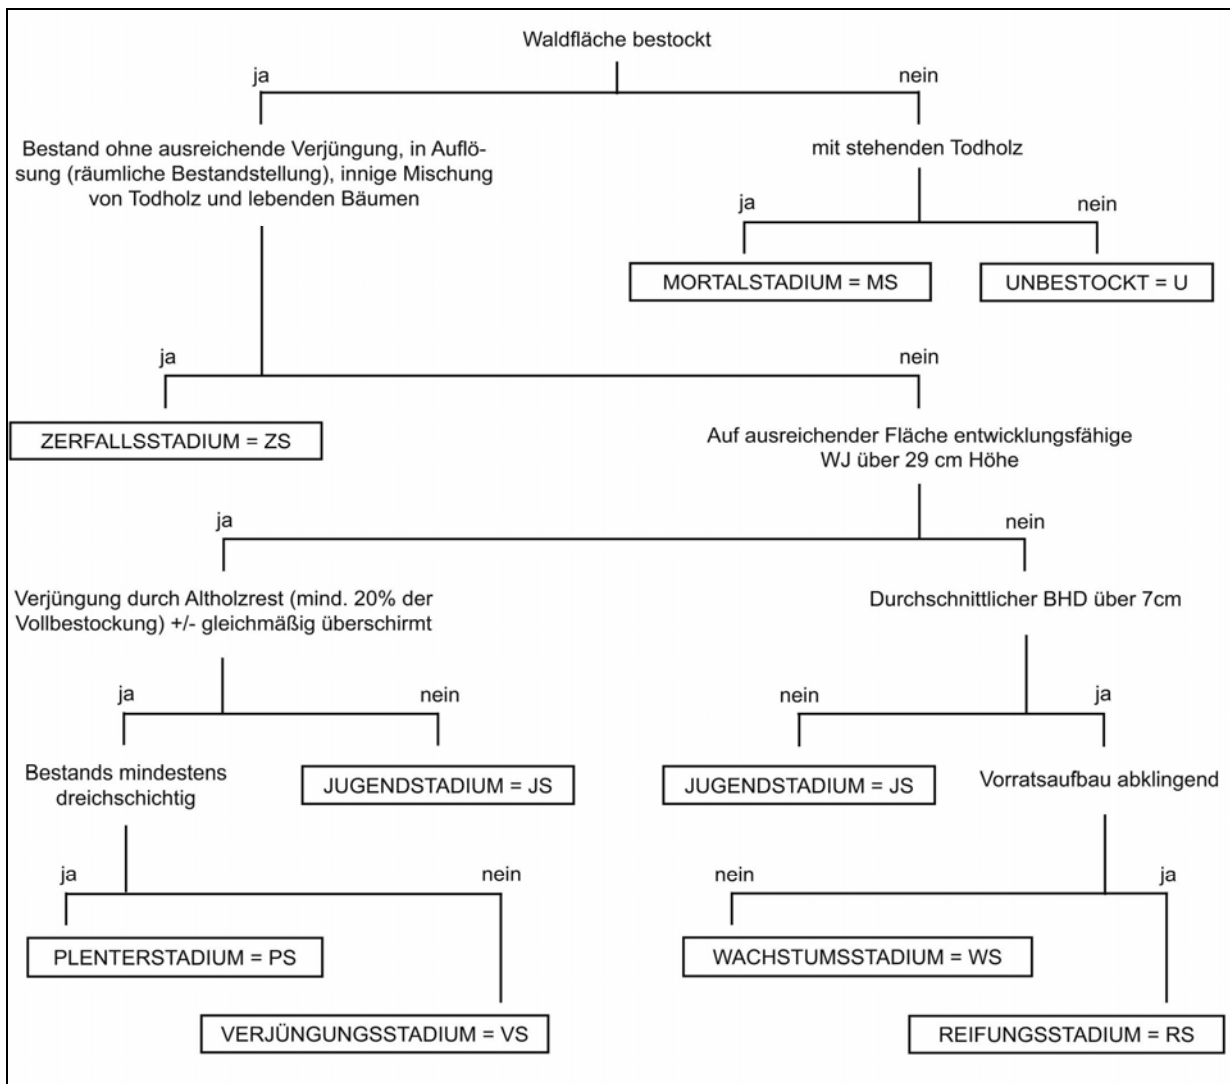 Waldfläche bestockt
ja
nein
Bestand ohne ausreichende Verjüngung, in Auflö-
sung (räumliche Bestandstellung), innige Mischung
von Todholz und lebenden Bäumen
mit stehenden Todholz
ja
nein
MORTALSTADIUM = MS
UNBESTOCKT = U
ja
nein
ZERFALLSSTADIUM = ZS
Auf ausreichender Fläche entwicklungsfähige
WJ über 29 cm Höhe
ja
nein
Verjüngung durch Altholzrest (mind. 20% der
Vollbestockung) +/- gleichmäßig überschirmt
Durchschnittlicher BHD über 7cm
ja
nein
nein
ja
Bestands mindestens
dreichschichtig
JUGENDSTADIUM = JS
JUGENDSTADIUM = JS
Vorratsaufbau abklingend
ja
nein
nein
ja
PLENTERSTADIUM = PS
WACHSTUMSSTADIUM = WS
VERJÜNGUNGSSTADIUM = VS
REIFUNGSSTADIUM = RS